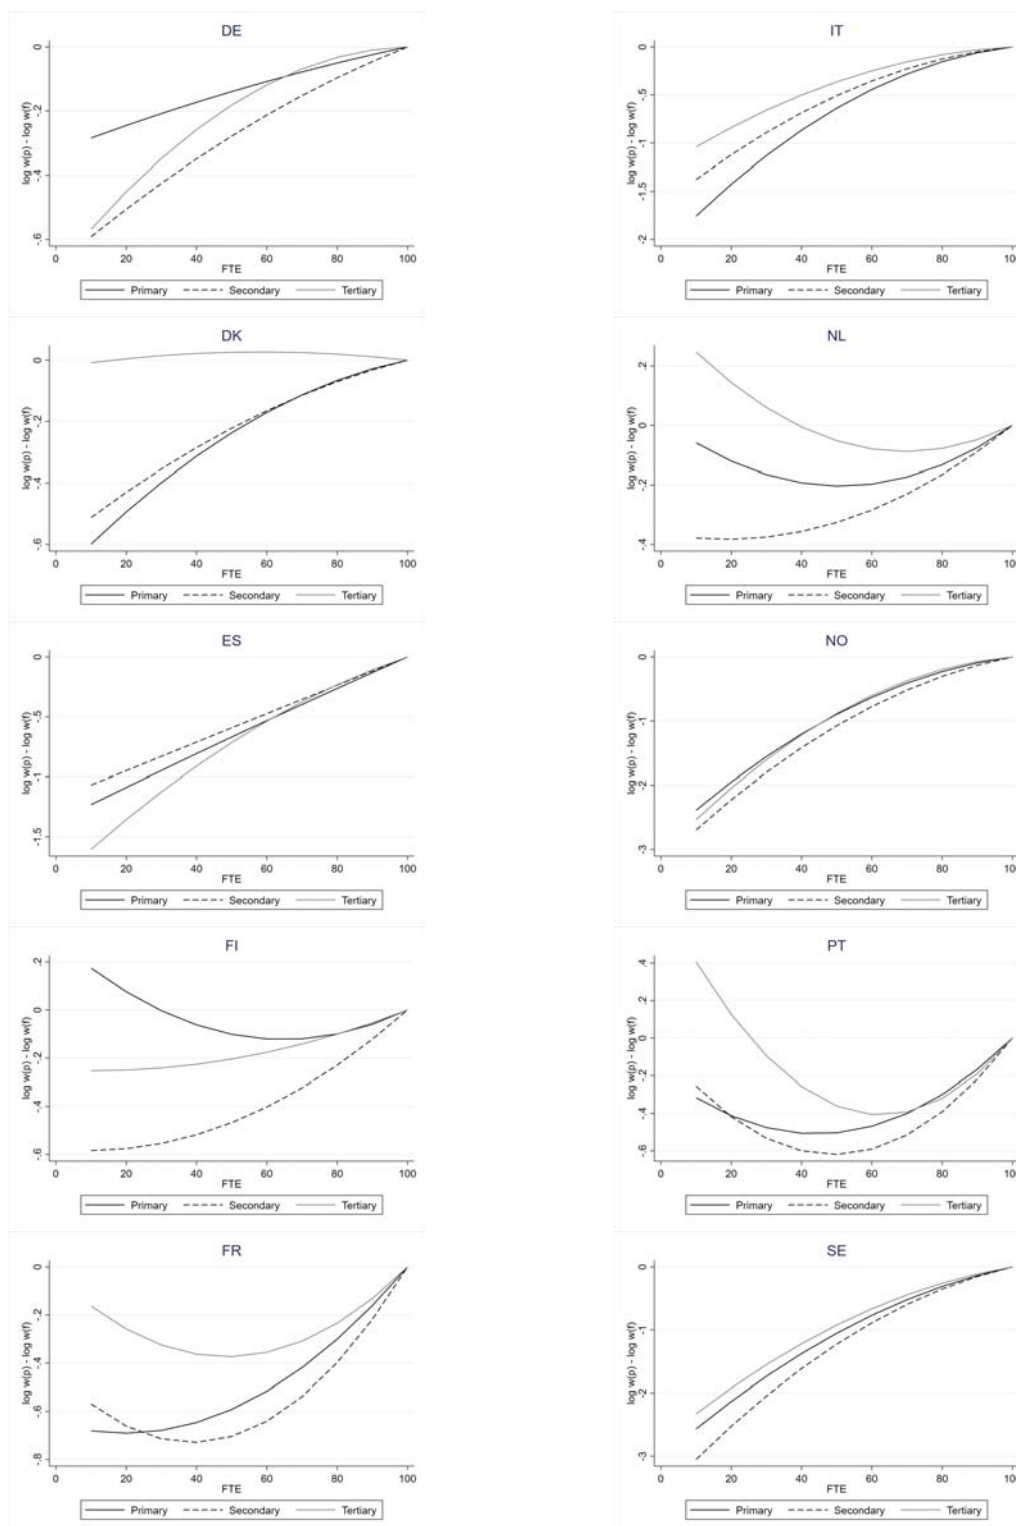 DE
0
-.2
-.4
-.6
log w(p) - log w(f)
0 20 40 60 80 100
FTE
Primary Secondary Tertiary
IT
0
-.5
-1
-1.5
-2
log w(p) - log w(f)
0 20 40 60 80 100
FTE
Primary Secondary Tertiary
DK
0
-.2
-.4
-.6
log w(p) - log w(f)
0 20 40 60 80 100
FTE
Primary Secondary Tertiary
NL
.2
0
-.2
-.4
log w(p) - log w(f)
0 20 40 60 80 100
FTE
Primary Secondary Tertiary
ES
0
-.5
-1
-1.5
log w(p) - log w(f)
0 20 40 60 80 100
FTE
Primary Secondary Tertiary
NO
0
-1
-2
-3
log w(p) - log w(f)
0 20 40 60 80 100
FTE
Primary Secondary Tertiary
FI
.2
0
-.2
-.4
-.6
log w(p) - log w(f)
0 20 40 60 80 100
FTE
Primary Secondary Tertiary
PT
.4
.2
0
-.2
-.4
-.6
log w(p) - log w(f)
0 20 40 60 80 100
FTE
Primary Secondary Tertiary
FR
0
-.2
-.4
-.6
-.8
log w(p) - log w(f)
0 20 40 60 80 100
FTE
Primary Secondary Tertiary
SE
0
-1
-2
-3
log w(p) - log w(f)
0 20 40 60 80 100
FTE
Primary Secondary Tertiary